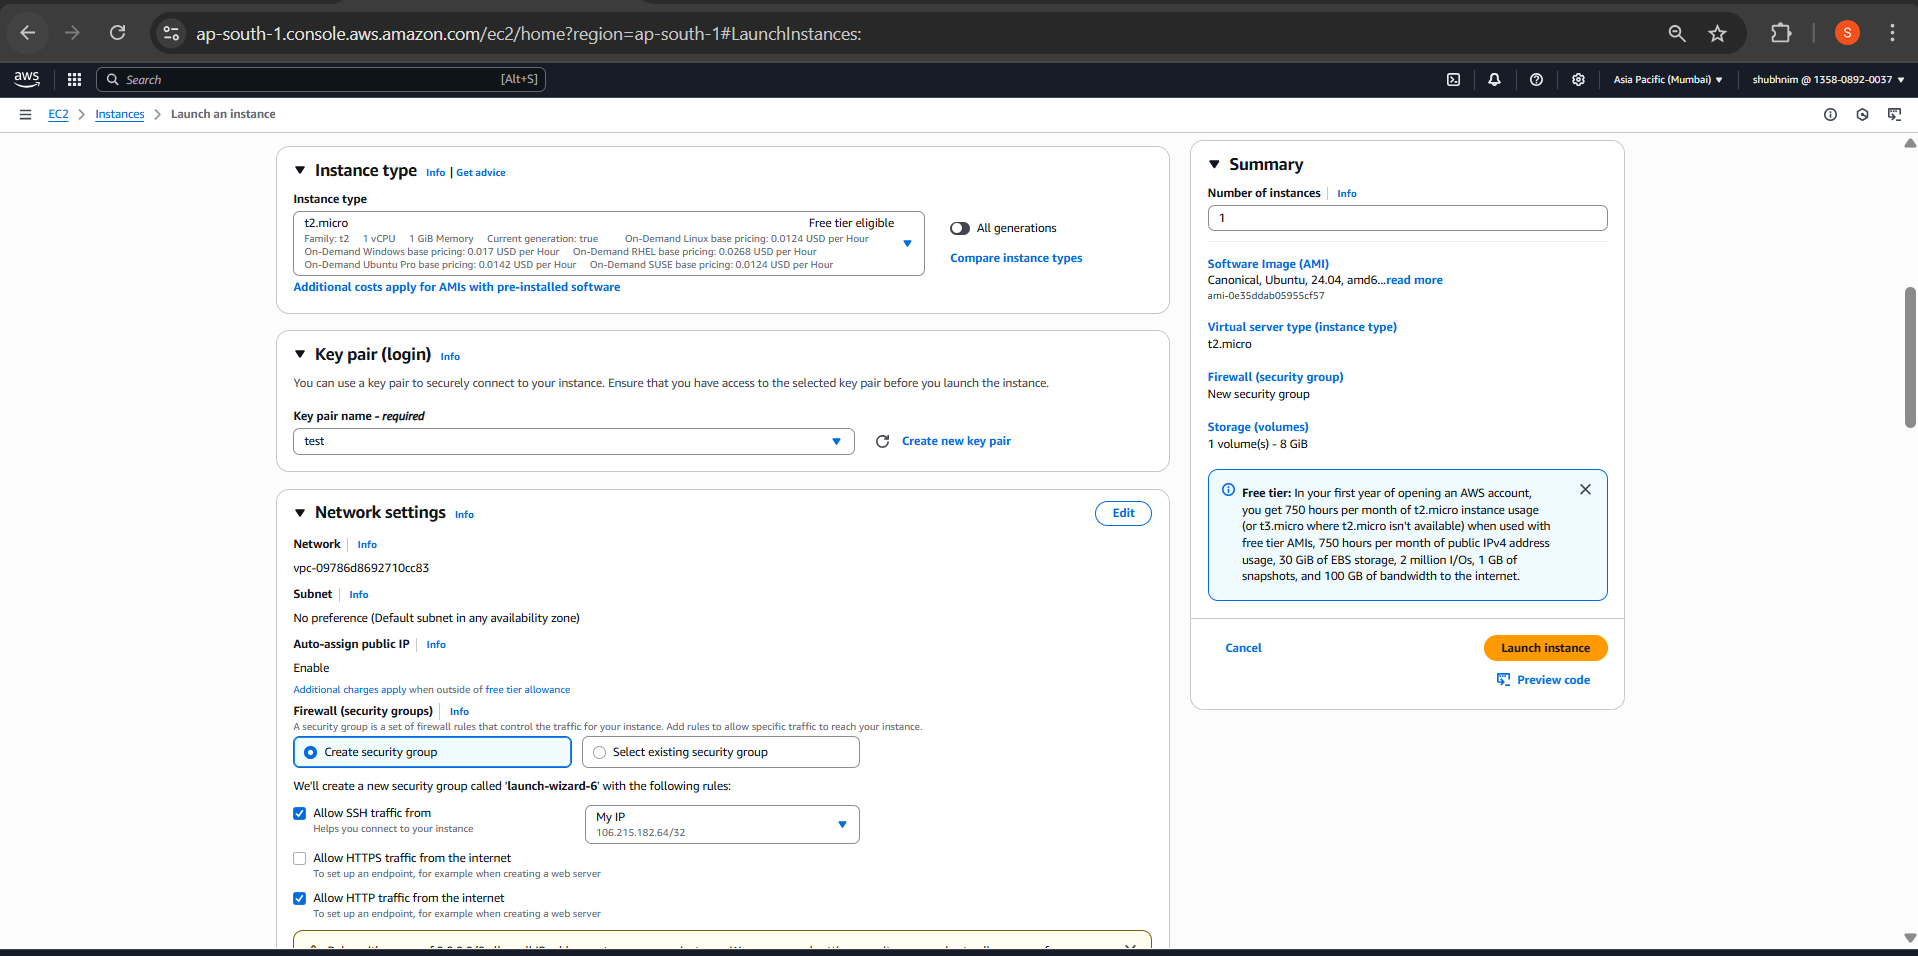 ap-south-1.console.aws.amazon.com/ec2/home?region=ap-south-1#LaunchInstances:
S
aws
Search
[Alt+S]
Asia Pacific (Mumbai)
shubhnim @ 1358-0892-0037
EC2 > Instances > Launch an instance
Instance type Info | Get advice
Instance type
t2.micro Free tier eligible
Family: t2 1 vCPU 1 GiB Memory Current generation: true On-Demand Linux base pricing: 0.0124 USD per Hour
On-Demand Windows base pricing: 0.017 USD per Hour On-Demand RHEL base pricing: 0.0268 USD per Hour
On-Demand Ubuntu Pro base pricing: 0.0142 USD per Hour On-Demand SUSE base pricing: 0.0124 USD per Hour
All generations
Compare instance types
Additional costs apply for AMIs with pre-installed software
Key pair (login) Info
You can use a key pair to securely connect to your instance. Ensure that you have access to the selected key pair before you launch the instance.
Key pair name - required
test
Create new key pair
Network settings Info
Edit
Network Info
vpc-09786d8692710cc83
Subnet Info
No preference (Default subnet in any availability zone)
Auto-assign public IP Info
Enable
Additional charges apply when outside of free tier allowance
Firewall (security groups) Info
A security group is a set of firewall rules that control the traffic for your instance. Add rules to allow specific traffic to reach your instance.
Create security group
Select existing security group
We'll create a new security group called 'launch-wizard-6' with the following rules:
Allow SSH traffic from
Helps you connect to your instance
My IP
106.215.182.64/32
Allow HTTPS traffic from the internet
To set up an endpoint, for example when creating a web server
Allow HTTP traffic from the internet
To set up an endpoint, for example when creating a web server
Summary
Number of instances Info
1
Software Image (AMI)
Canonical, Ubuntu, 24.04, amd6...read more
ami-0e35ddab05955cf57
Virtual server type (instance type)
t2.micro
Firewall (security group)
New security group
Storage (volumes)
1 volume(s) - 8 GiB
Free tier: In your first year of opening an AWS account,
you get 750 hours per month of t2.micro instance usage
(or t3.micro where t2.micro isn't available) when used with
free tier AMIs, 750 hours per month of public IPv4 address
usage, 30 GiB of EBS storage, 2 million I/Os, 1 GB of
snapshots, and 100 GB of bandwidth to the internet.
Cancel
Launch instance
Preview code